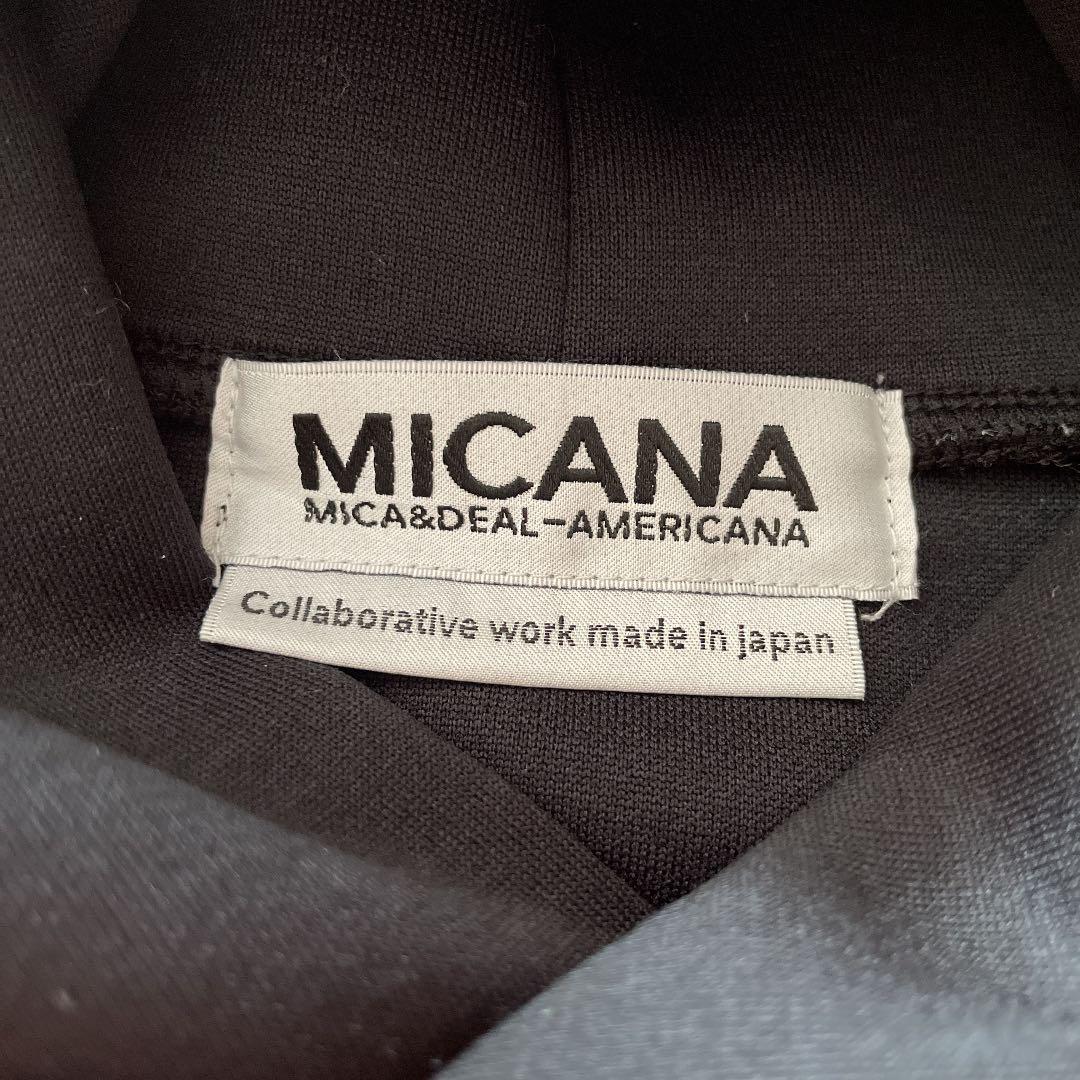 MICANA
MICA&DEAL-AMERICANA
Collaborative work made in japan